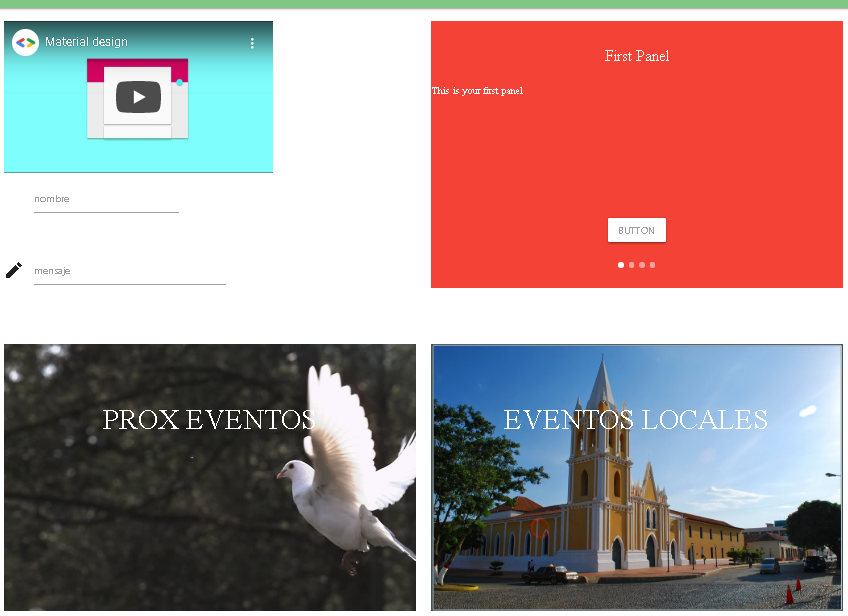 Material design
First Panel
This is your first panel
nombre
BUTTON
mensaje
PROX EVENTOS
EVENTOS LOCALES